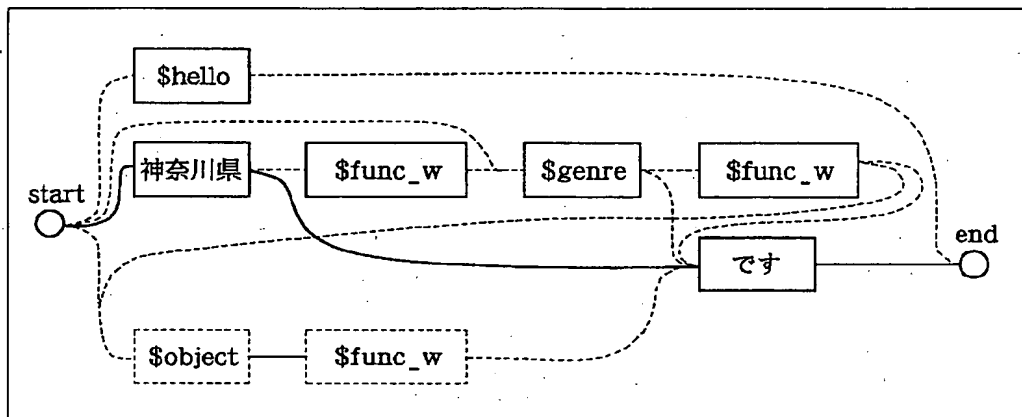 $hello
神奈川県 $func_w $genre $func_w
start
end
です
$object $func_w